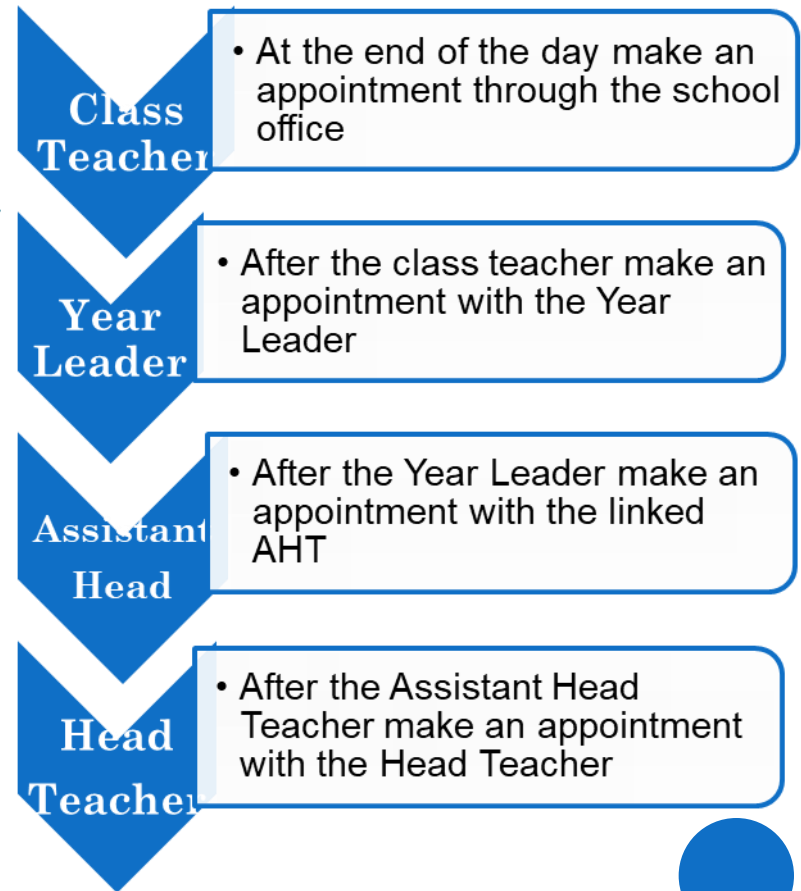 Class
Teacher
• At the end of the day make an
appointment through the school
office
Year
Leader
• After the class teacher make an
appointment with the Year
Leader
Assistant
Head
• After the Year Leader make an
appointment with the linked
AHT
Head
Teacher
• After the Assistant Head
Teacher make an appointment
with the Head Teacher